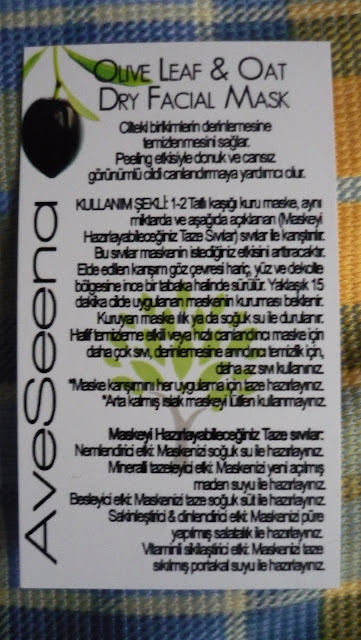 OLIVE LEAF & OAT
DRY FACIAL MASK
Ciltteki birikimlerin derinlemesine
temizlenmesini sağlar.
Peeling etkisiyle donuk ve cansız
görünümlü cildi canlandırmaya yardımcı olur.
KULLANIM ŞEKLİ: 1-2 Tatlı kaşığı kuru maske, aynı
miktarda ve aşağıda açıklanan (Maskeyi
Hazırlayabileceğiniz Taze Sıvılar) sıvılar ile karıştırılır.
Bu sıvılar maskenin istediğiniz etkisini arttıracaktır.
Elde edilen karışım göz çevresi hariç, yüz ve dekolte
bölgesine ince bir tabaka halinde sürülür. Yaklaşık 15
dakika cilde uygulanan maskenin kuruması beklenir.
Kuruyan maske ılık ya da soğuk su ile durulanır.
Hafif temizleme etkili veya hızlı canlandırıcı maske için
daha çok sıvı, derinlemesine arındırıcı temizlik için,
daha az sıvı kullanınız.
*Maske karışımını her uygulama için taze hazırlayınız.
*Arta kalmış ıslak maskeyi lütfen kullanmayınız.
Maskeyi Hazırlayabileceğiniz Taze sıvılar:
Nemlendirici etki: Maskenizi soğuk su ile hazırlayınız.
Mineralli tazeleyici etki: Maskenizi yeni açılmış
maden suyu ile hazırlayınız.
Besleyici etki: Maskenizi taze soğuk süt ile hazırlayınız.
Sakinleştirici & dinlendirici etki: Maskenizi püre
yapılmış salatalık ile hazırlayınız.
Vitaminli sıkılaştırıcı etki: Maskenizi taze
sıkılmış portakal suyu ile hazırlayınız.
AveSeena